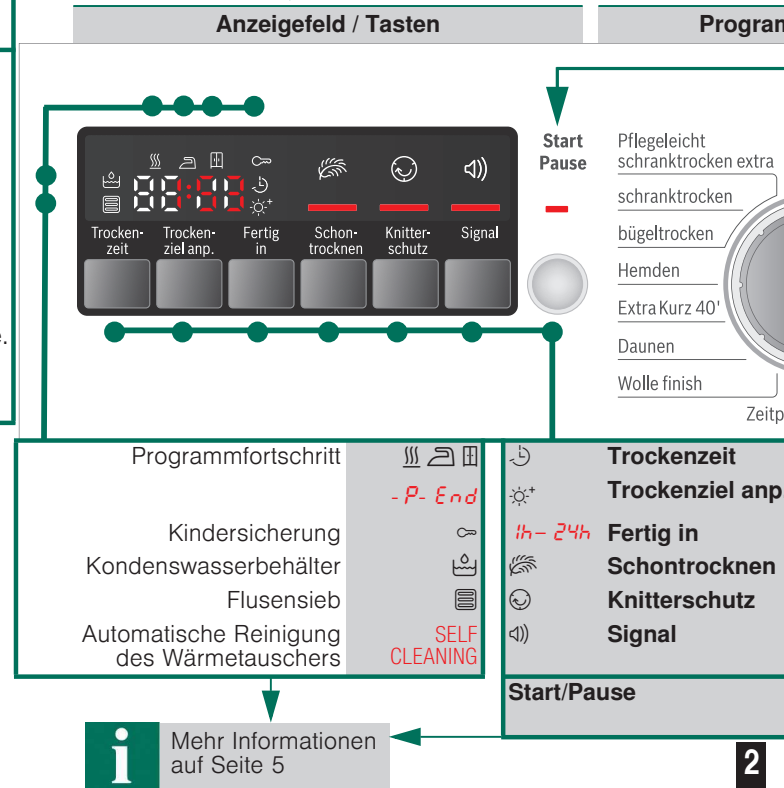 Anzeigefeld / Tasten
Program
Start
Pause
Trocken-
zeit
Trocken-
ziel anp.
Fertig
in
Schon-
trocknen
Knitter-
schutz
Signal
Pflegeleicht
schranktrocken extra
schranktrocken
bügeltrocken
Hemden
Extra Kurz 40'
Daunen
Wolle finish
Zeitp
Programmfortschritt
- P - End
Kindersicherung
Kondenswasserbehälter
Flusensieb
Automatische Reinigung
des Wärmetauschers
SELF
CLEANING
Trockenzeit
Trockenziel anp
1h – 24h Fertig in
Schontrocknen
Knitterschutz
Signal
Start/Pause
i
Mehr Informationen
auf Seite 5
2